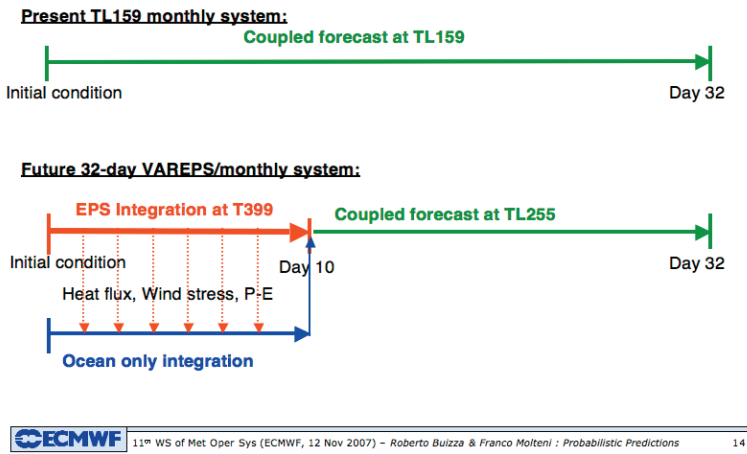 Present TL159 monthly system:
Coupled forecast at TL159
Initial condition
Day 32
Future 32-day VAREPS/monthly system:
EPS Integration at T399
Coupled forecast at TL255
Initial condition
Day 10
Day 32
Heat flux, Wind stress, P-E
Ocean only integration
ECMWF
11th WS of Met Oper Sys (ECMWF, 12 Nov 2007) – Roberto Buizza & Franco Molteni : Probabilistic Predictions
14